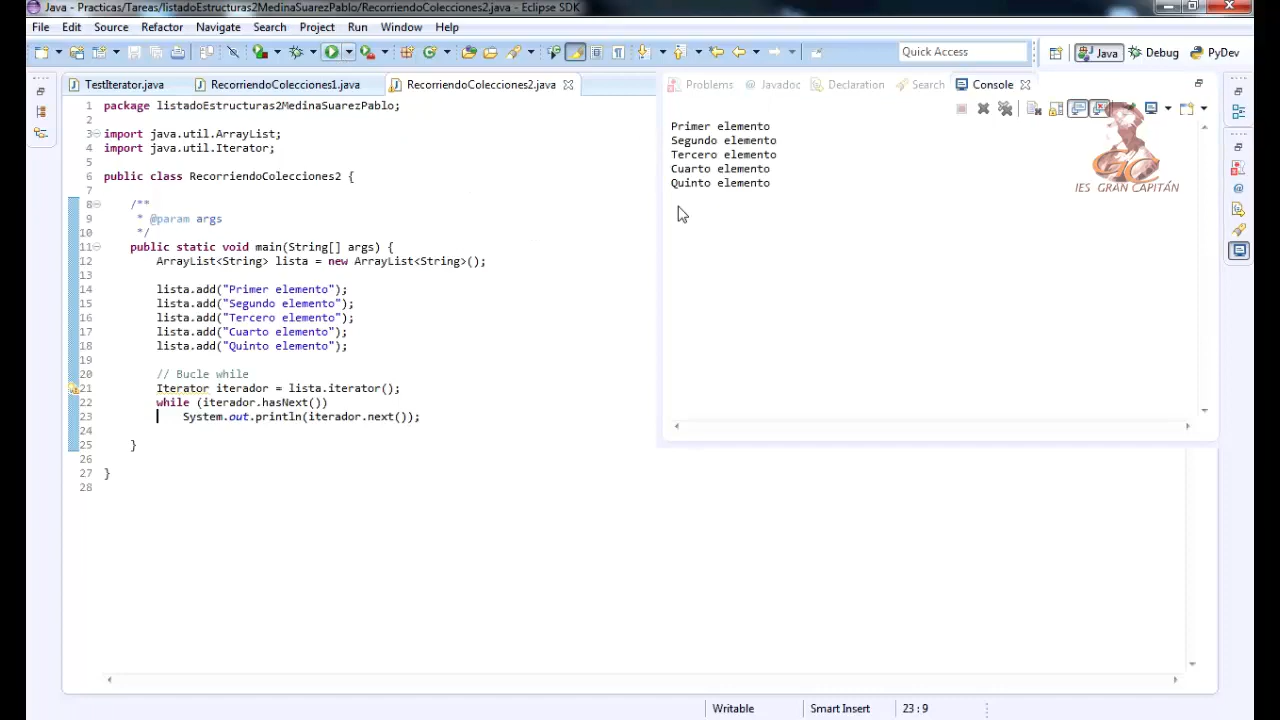 Java - Practicas/Tareas/listadoEstructuras2MedinaSuarezPablo/RecorriendoColecciones2.java - Eclipse SDK
File Edit Source Refactor Navigate Search Project Run Window Help
Quick Access Java Debug PyDev
TestIterator.java RecorriendoColecciones1.java RecorriendoColecciones2.java
1 package listadoEstructuras2MedinaSuarezPablo;
2
3 import java.util.ArrayList;
4 import java.util.Iterator;
5
6 public class RecorriendoColecciones2 {
7
8 /**
9 * @param args
10 */
11 public static void main(String[] args) {
12 ArrayList<String> lista = new ArrayList<String>();
13
14 lista.add("Primer elemento");
15 lista.add("Segundo elemento");
16 lista.add("Tercero elemento");
17 lista.add("Cuarto elemento");
18 lista.add("Quinto elemento");
19
20 // Bucle while
21 Iterator iterador = lista.iterator();
22 while (iterador.hasNext())
23 System.out.println(iterador.next());
24
25 }
26
27 }
28
Problems @ Javadoc Declaration Search Console
Primer elemento
Segundo elemento
Tercero elemento
Cuarto elemento
Quinto elemento
GC
IES GRAN CAPITÁN
Writable Smart Insert 23 : 9